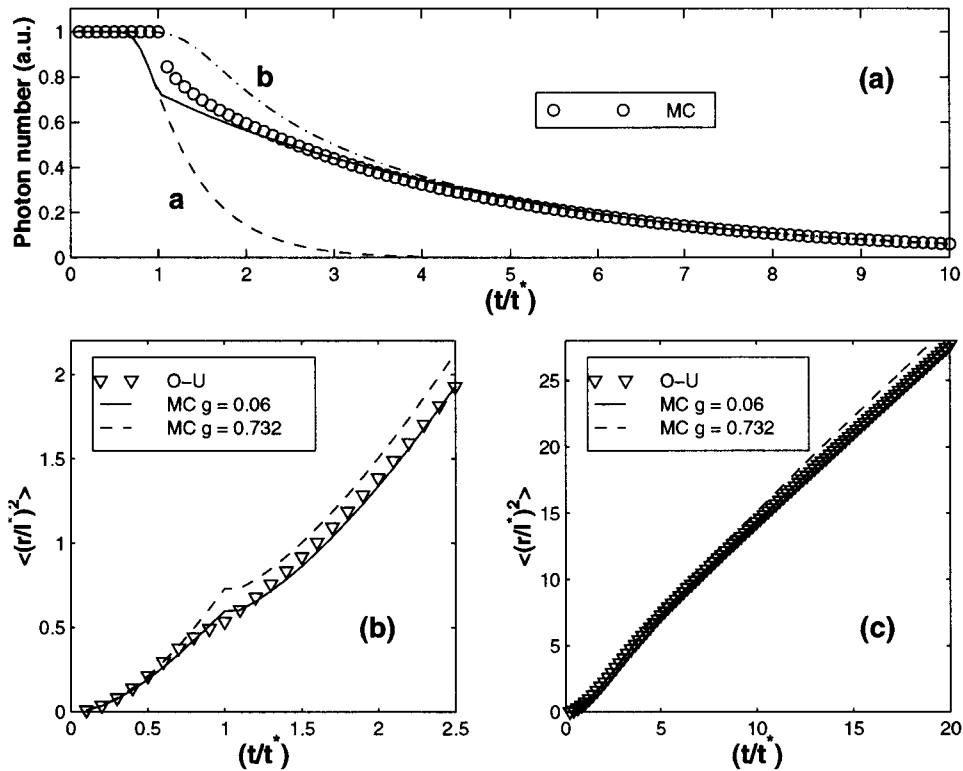 Photon number (a.u.)
1
0.8
0.6
0.4
0.2
0
b
a
(a)
MC
0 1 2 3 4 5 6 7 8 9 10
(t/t*)
<(r/l*)²>
2
1.5
1
0.5
0
O-U
MC g = 0.06
MC g = 0.732
(b)
0 0.5 1 1.5 2 2.5
(t/t*)
<(r/l*)²>
25
20
15
10
5
0
O-U
MC g = 0.06
MC g = 0.732
(c)
0 5 10 15 20
(t/t*)